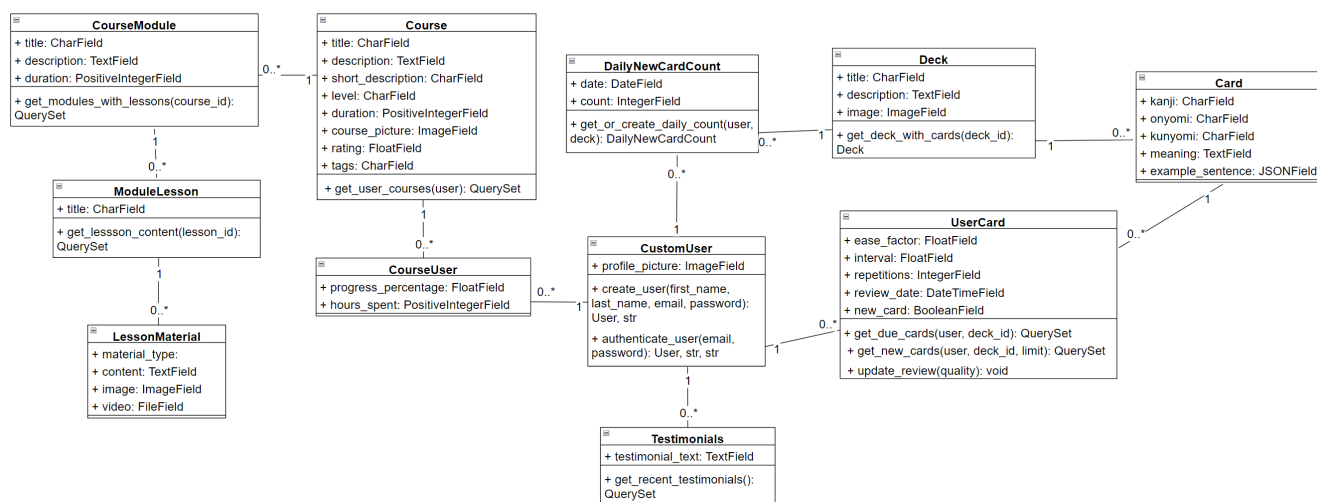 CourseModule
+ title: CharField
+ description: TextField
+ duration: PositiveIntegerField
+ get_modules_with_lessons(course_id):
QuerySet
0..*
1
1
0..*
ModuleLesson
+ title: CharField
+ get_lessson_content(lesson_id):
QuerySet
1
0..*
LessonMaterial
+ material_type:
+ content: TextField
+ image: ImageField
+ video: FileField
Course
+ title: CharField
+ description: TextField
+ short_description: CharField
+ level: CharField
+ duration: PositiveIntegerField
+ course_picture: ImageField
+ rating: FloatField
+ tags: CharField
+ get_user_courses(user): QuerySet
1
0..*
CourseUser
+ progress_percentage: FloatField
+ hours_spent: PositiveIntegerField
0..*
1
DailyNewCardCount
+ date: DateField
+ count: IntegerField
+ get_or_create_daily_count(user,
deck): DailyNewCardCount
0..*
1
0..*
1
CustomUser
+ profile_picture: ImageField
+ create_user(first_name,
last_name, email, password):
User, str
+ authenticate_user(email,
password): User, str, str
1
0..*
1
0..*
Testimonials
+ testimonial_text: TextField
+ get_recent_testimonials():
QuerySet
Deck
+ title: CharField
+ description: TextField
+ image: ImageField
+ get_deck_with_cards(deck_id):
Deck
1
0..*
Card
+ kanji: CharField
+ onyomi: CharField
+ kunyomi: CharField
+ meaning: TextField
+ example_sentence: JSONField
1
0..*
UserCard
+ ease_factor: FloatField
+ interval: FloatField
+ repetitions: IntegerField
+ review_date: DateTimeField
+ new_card: BooleanField
+ get_due_cards(user, deck_id): QuerySet
+ get_new_cards(user, deck_id, limit): QuerySet
+ update_review(quality): void